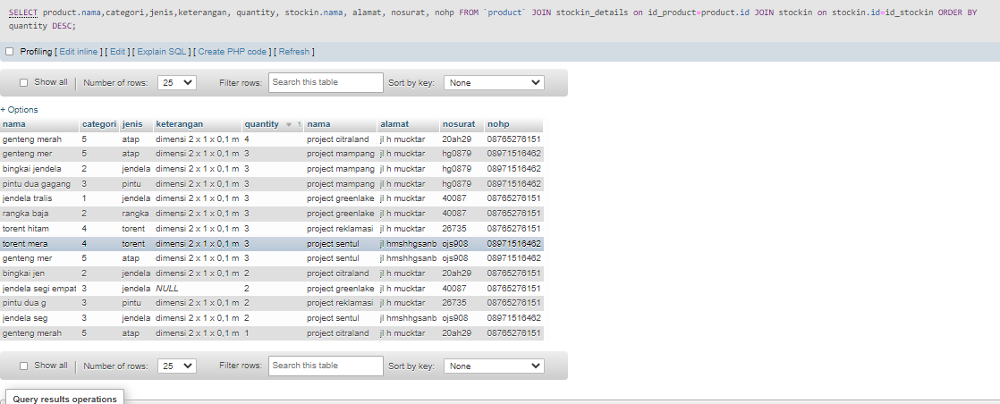 SELECT product.nama,categori,jenis,keterangan, quantity, stockin.nama, alamat, nosurat, nohp FROM `product` JOIN stockin_details on id_product=product.id JOIN stockin on stockin.id=id_stockin ORDER BY
quantity DESC;
Profiling [ Edit inline ] [ Edit ] [ Explain SQL ] [ Create PHP code ] [ Refresh ]
Show all | Number of rows: 25 Filter rows: Search this table Sort by key: None
+ Options
nama categori jenis keterangan quantity 1 nama alamat nosurat nohp
genteng merah 5 atap dimensi 2 x 1 x 0,1 m 4 project citraland jl h mucktar 20ah29 08765276151
genteng mer 5 atap dimensi 2 x 1 x 0,1 m 3 project mampang jl h mucktar hg0879 08971516462
bingkai jendela 2 jendela dimensi 2 x 1 x 0,1 m 3 project mampang jl h mucktar hg0879 08971516462
pintu dua gagang 3 pintu dimensi 2 x 1 x 0,1 m 3 project mampang jl h mucktar hg0879 08971516462
jendela tralis 1 jendela dimensi 2 x 1 x 0,1 m 3 project greenlake jl h mucktar 40087 08765276151
rangka baja 2 rangka dimensi 2 x 1 x 0,1 m 3 project greenlake jl h mucktar 40087 08765276151
torent hitam 4 torent dimensi 2 x 1 x 0,1 m 3 project reklamasi jl h mucktar 26735 08765276151
torent mera 4 torent dimensi 2 x 1 x 0,1 m 3 project sentul jl hmshhgsanb ojs908 08971516462
genteng mer 5 atap dimensi 2 x 1 x 0,1 m 3 project sentul jl hmshhgsanb ojs908 08971516462
bingkai jen 2 jendela dimensi 2 x 1 x 0,1 m 2 project citraland jl h mucktar 20ah29 08765276151
jendela segi empat 3 jendela NULL 2 project greenlake jl h mucktar 40087 08765276151
pintu dua g 3 pintu dimensi 2 x 1 x 0,1 m 2 project reklamasi jl h mucktar 26735 08765276151
jendela seg 3 jendela dimensi 2 x 1 x 0,1 m 2 project sentul jl hmshhgsanb ojs908 08971516462
genteng merah 5 atap dimensi 2 x 1 x 0,1 m 1 project citraland jl h mucktar 20ah29 08765276151
Show all | Number of rows: 25 Filter rows: Search this table Sort by key: None
Query results operations